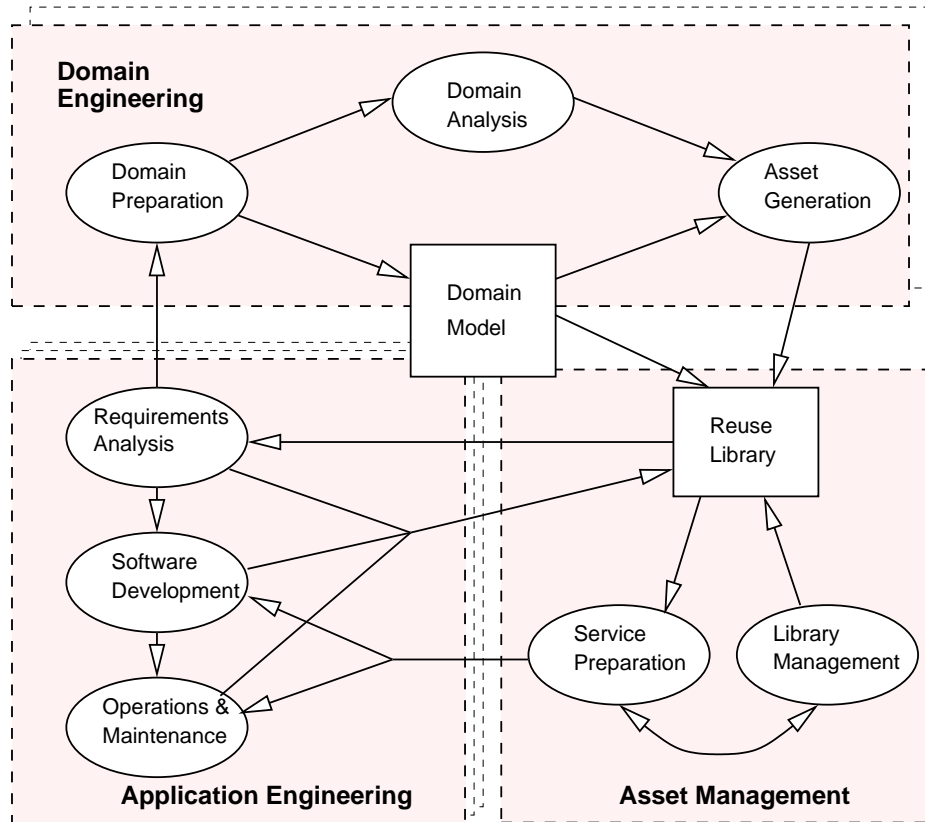 Domain
Engineering
Domain
Analysis
Domain
Preparation
Asset
Generation
Domain
Model
Requirements
Analysis
Reuse
Library
Software
Development
Service
Preparation
Library
Management
Operations &
Maintenance
Application Engineering
Asset Management